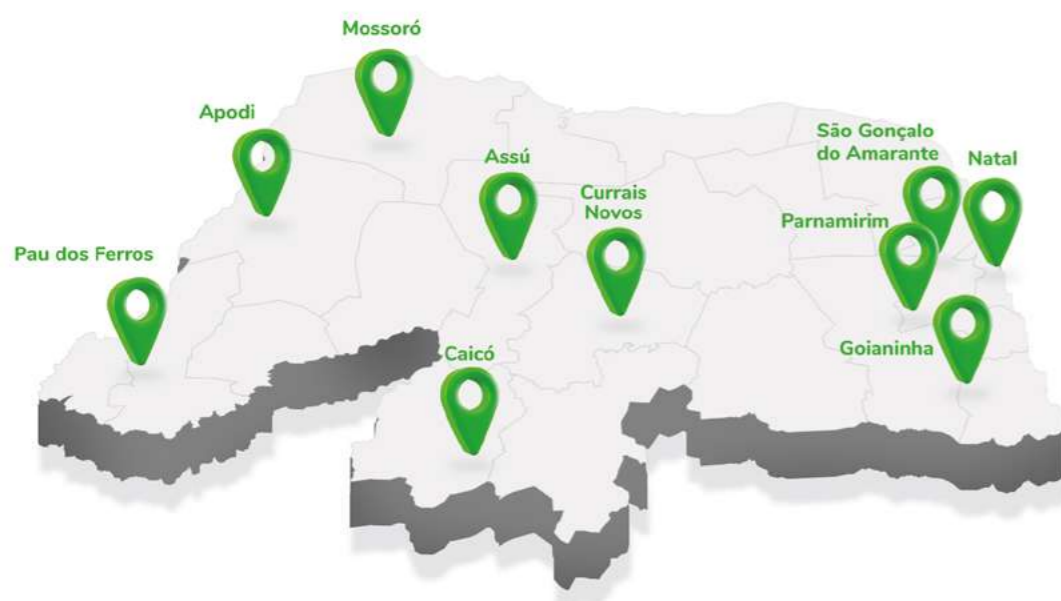 Mossoró
Apodi
Assú
São Gonçalo
do Amarante
Natal
Currais
Novos
Parnamirim
Pau dos Ferros
Caicó
Goianinha